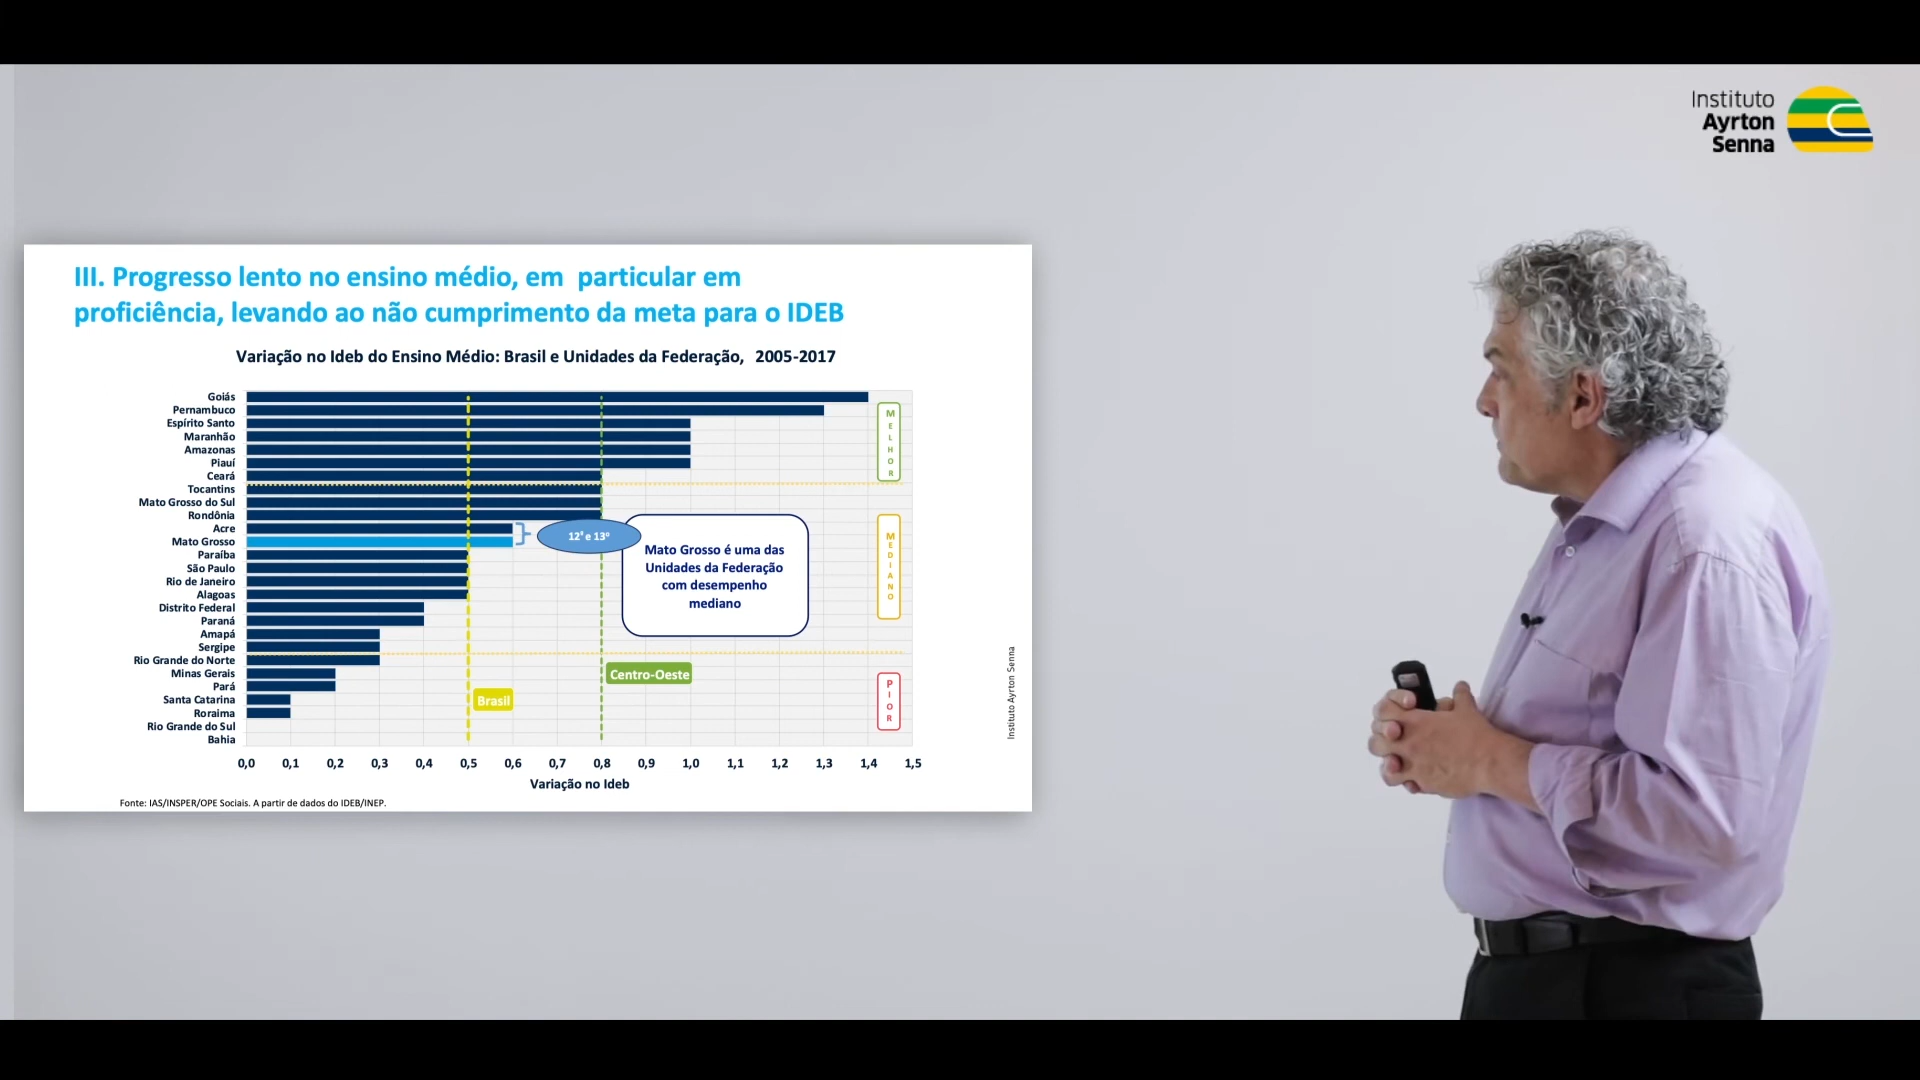 Instituto
Ayrton
Senna
III. Progresso lento no ensino médio, em particular em
proficiência, levando ao não cumprimento da meta para o IDEB
Variação no Ideb do Ensino Médio: Brasil e Unidades da Federação, 2005-2017
Goiás
Pernambuco
Espírito Santo
Maranhão
Amazonas
Piauí
Ceará
Tocantins
Mato Grosso do Sul
Rondônia
Acre
Mato Grosso
Paraíba
São Paulo
Rio de Janeiro
Alagoas
Distrito Federal
Paraná
Amapá
Sergipe
Rio Grande do Norte
Minas Gerais
Pará
Santa Catarina
Roraima
Rio Grande do Sul
Bahia
MELHOR
MEDIANO
PIOR
12° e 13º
Mato Grosso é uma das
Unidades da Federação
com desempenho
mediano
Centro-Oeste
Brasil
0,0 0,1 0,2 0,3 0,4 0,5 0,6 0,7 0,8 0,9 1,0 1,1 1,2 1,3 1,4 1,5
Variação no Ideb
Fonte: IAS/INSPER/OPE Sociais. A partir de dados do IDEB/INEP.
Instituto Ayrton Senna